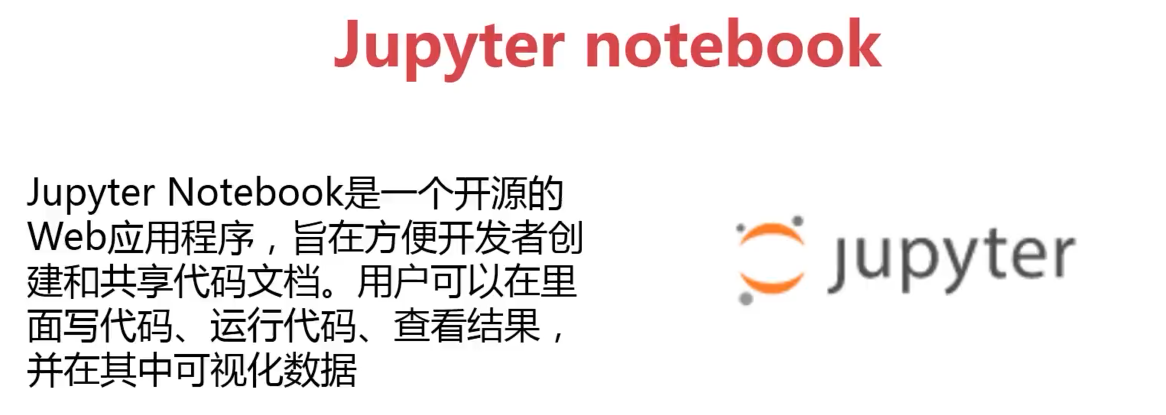 Jupyter notebook
Jupyter Notebook是一个开源的
Web应用程序，旨在方便开发者创
建和共享代码文档。用户可以在里
面写代码、运行代码、查看结果，
并在其中可视化数据
jupyter